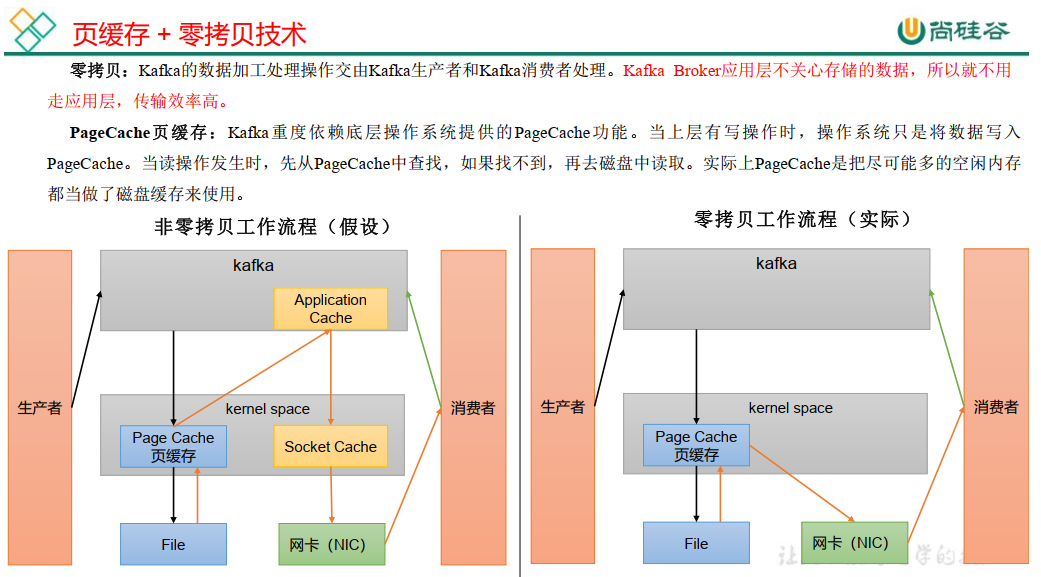 页缓存 + 零拷贝技术
尚硅谷
零拷贝：Kafka的数据加工处理操作交由Kafka生产者和Kafka消费者处理。Kafka Broker应用层不关心存储的数据，所以就不用
走应用层，传输效率高。
PageCache页缓存：Kafka重度依赖底层操作系统提供的PageCache功能。当上层有写操作时，操作系统只是将数据写入
PageCache。当读操作发生时，先从PageCache中查找，如果找不到，再去磁盘中读取。实际上PageCache是把尽可能多的空闲内存
都当做了磁盘缓存来使用。
非零拷贝工作流程（假设）
kafka
Application
Cache
生产者
kernel space
Page Cache
页缓存
Socket Cache
消费者
File
网卡（NIC）
零拷贝工作流程（实际）
kafka
生产者
kernel space
Page Cache
页缓存
消费者
File
网卡（NIC）
让
学的